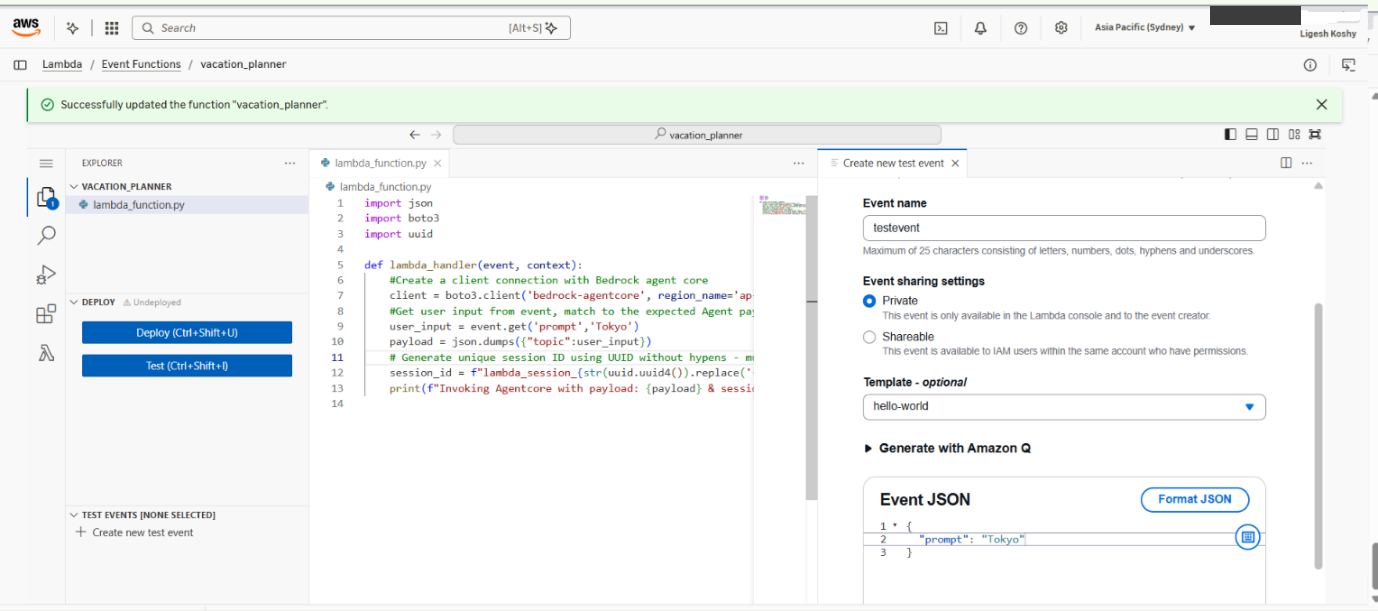 aws
Search
[Alt+S]
Asia Pacific (Sydney)
Ligesh Koshy
Lambda / Event Functions / vacation_planner
Successfully updated the function "vacation_planner".
vacation_planner
EXPLORER
VACATION_PLANNER
lambda_function.py
DEPLOY Undeployed
Deploy (Ctrl+Shift+U)
Test (Ctrl+Shift+I)
TEST EVENTS [NONE SELECTED]
+ Create new test event
1
lambda_function.py
lambda_function.py
1 import json
2 import boto3
3 import uuid
4
5 def lambda_handler(event, context):
6 #Create a client connection with Bedrock agent core
7 client = boto3.client('bedrock-agentcore', region_name='ap-
8 #Get user input from event, match to the expected Agent pay
9 user_input = event.get('prompt','Tokyo')
10 payload = json.dumps({"topic":user_input})
11 # Generate unique session ID using UUID without hypens - mu
12 session_id = f"lambda_session_{str(uuid.uuid4()).replace('
13 print(f"Invoking Agentcore with payload: {payload} & sessi
14
Create new test event
Event name
testevent
Maximum of 25 characters consisting of letters, numbers, dots, hyphens and underscores.
Event sharing settings
Private
This event is only available in the Lambda console and to the event creator.
Shareable
This event is available to IAM users within the same account who have permissions.
Template - optional
hello-world
Generate with Amazon Q
Event JSON
Format JSON
1 {
2 "prompt": "Tokyo"
3 }